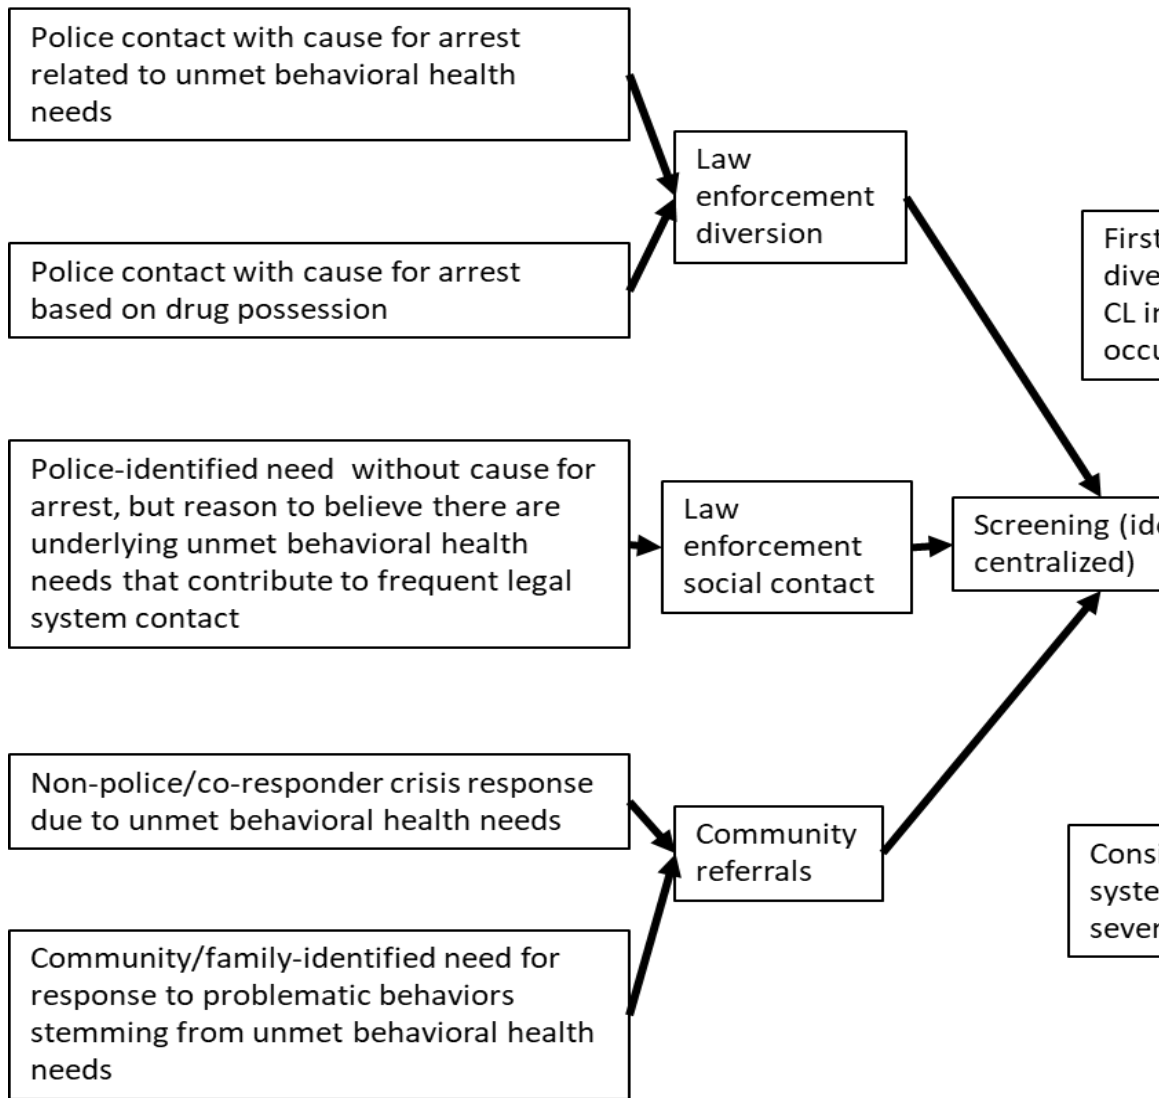 Police contact with cause for arrest
related to unmet behavioral health
needs
Police contact with cause for arrest
based on drug possession
Police-identified need  without cause for
arrest, but reason to believe there are
underlying unmet behavioral health
needs that contribute to frequent legal
system contact
Non-police/co-responder crisis response
due to unmet behavioral health needs
Community/family-identified need for
response to problematic behaviors
stemming from unmet behavioral health
needs
Law
enforcement
diversion
Law
enforcement
social contact
Community
referrals
First
CL
Screening
centralized)